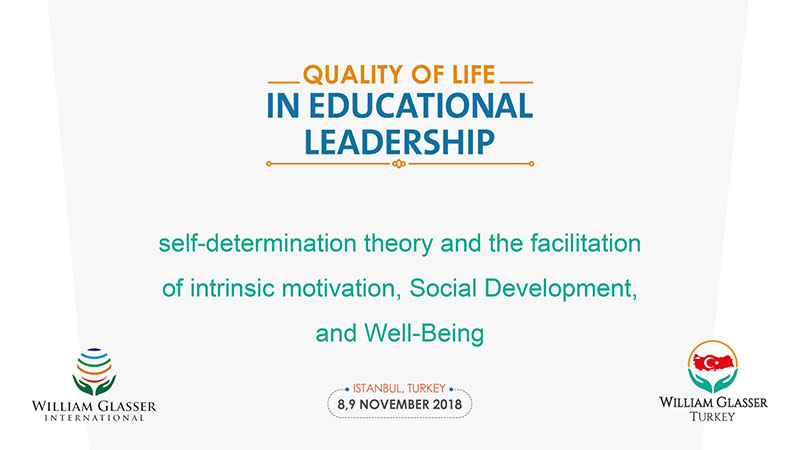 QUALITY OF LIFE
IN EDUCATIONAL
LEADERSHIP
self-determination theory and the facilitation
of intrinsic motivation, Social Development,
and Well-Being
WILLIAM GLASSER
INTERNATIONAL
ISTANBUL, TURKEY
8,9 NOVEMBER 2018
WILLIAM GLASSER
TURKEY